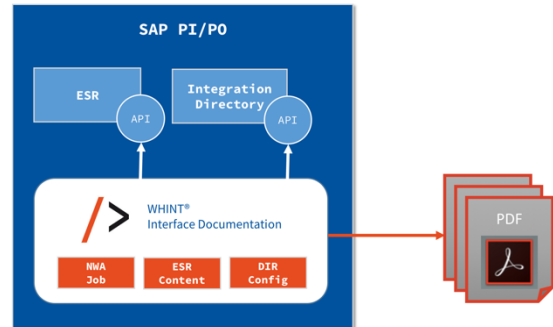 SAP PI/PO
ESR
API
Integration
Directory
API
WHINT®
Interface Documentation
NWA
Job
ESR
Content
DIR
Config
PDF